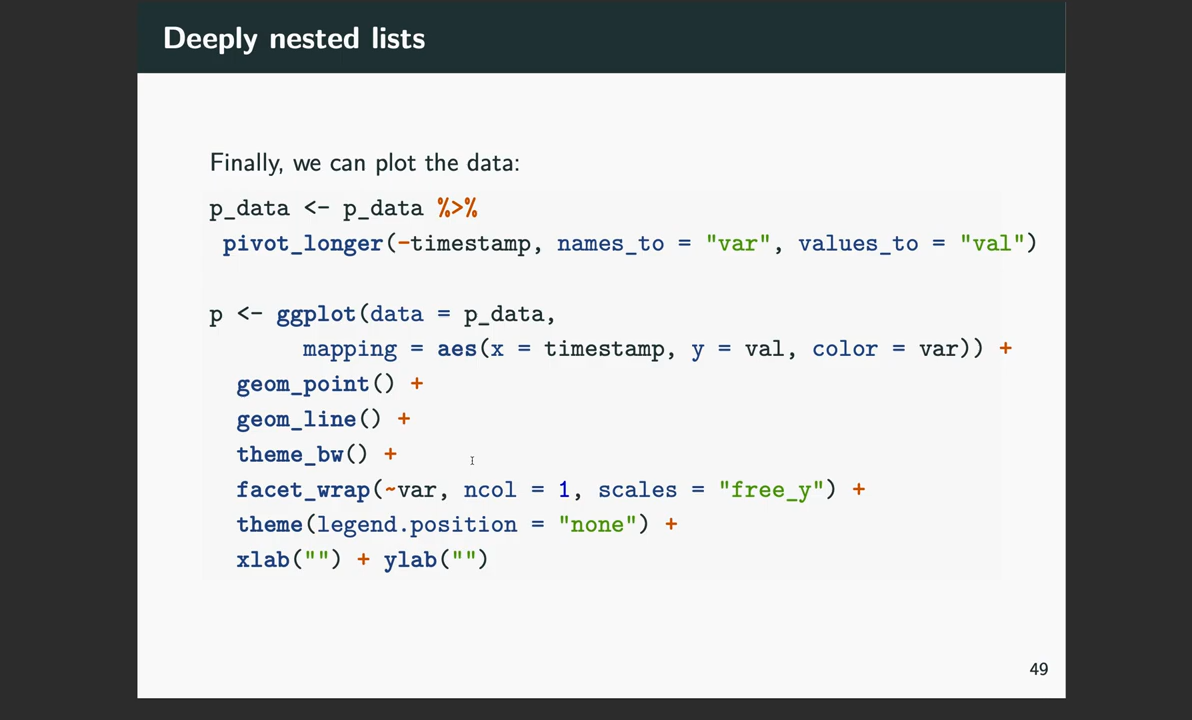 Deeply nested lists
Finally, we can plot the data:
p_data <- p_data %>%
 pivot_longer(-timestamp, names_to = "var", values_to = "val")
p <- ggplot(data = p_data,
       mapping = aes(x = timestamp, y = val, color = var)) +
  geom_point() +
  geom_line() +
  theme_bw() +
  facet_wrap(~var, ncol = 1, scales = "free_y") +
  theme(legend.position = "none") +
  xlab("") + ylab("")
49